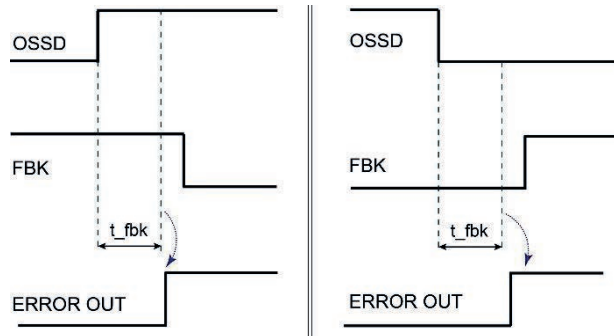 OSSD
FBK
t_fbk
ERROR OUT
OSSD
FBK
t_fbk
ERROR OUT